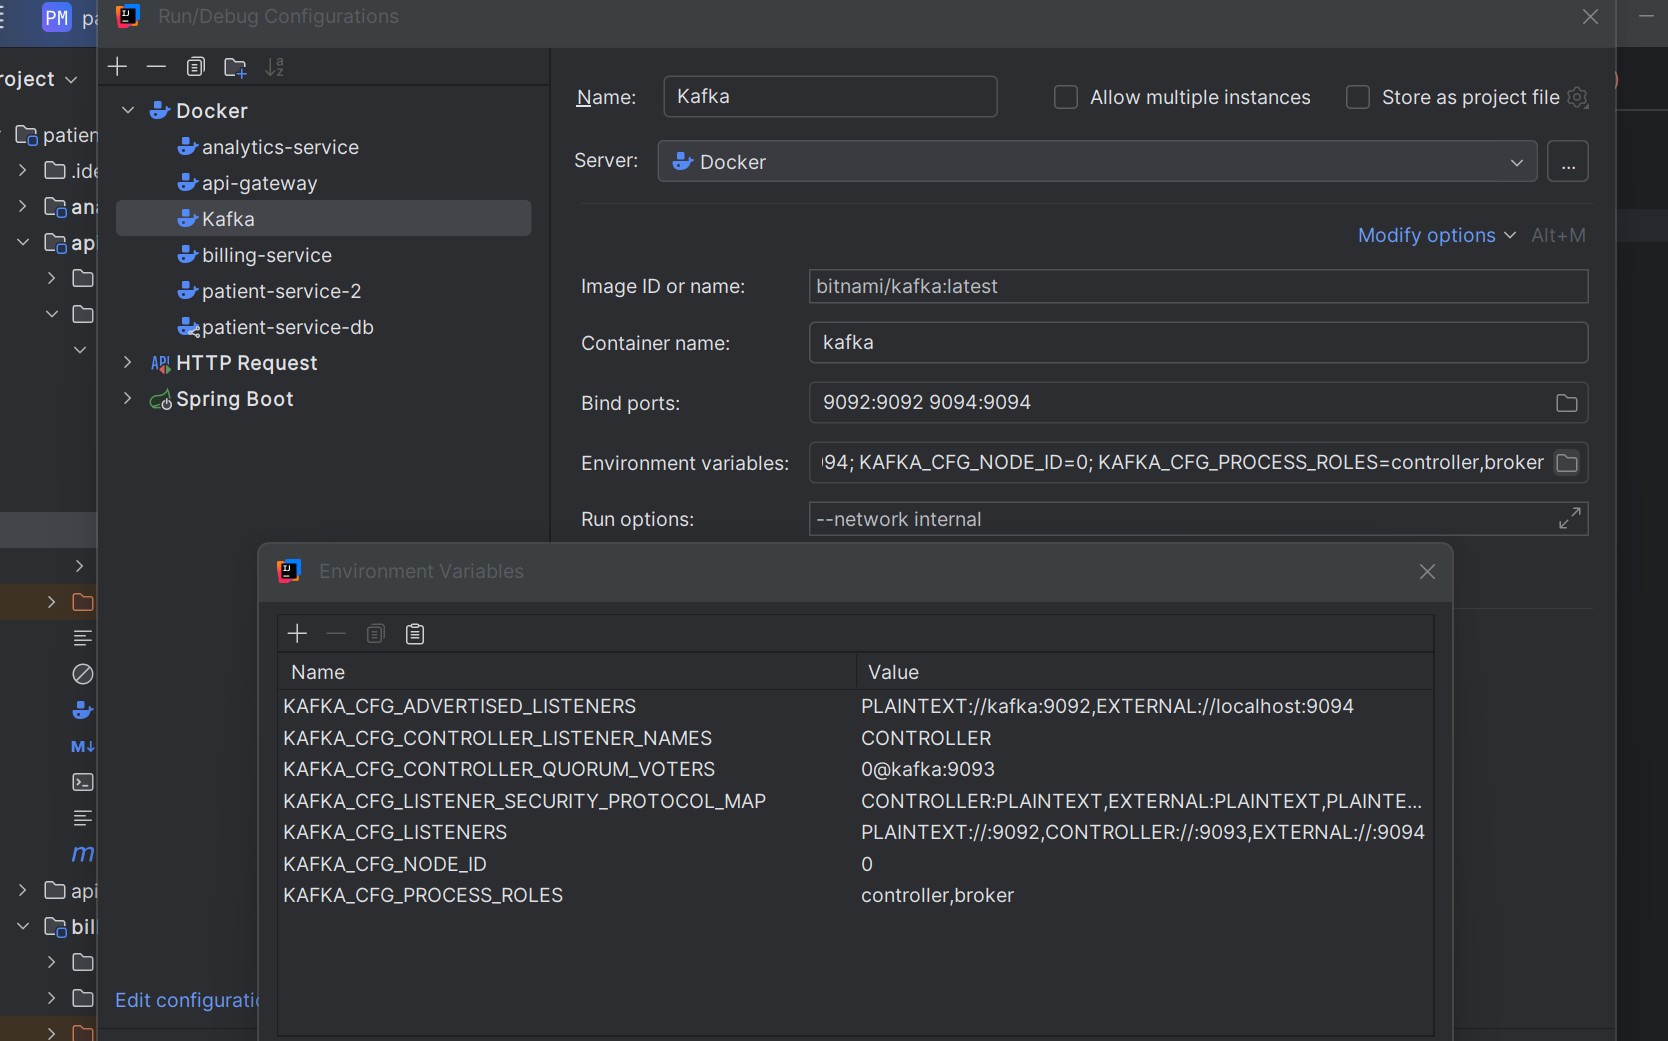 PM
Run/Debug Configurations
roject
patien
.ide
ana
api
api
bill
M↓
m
Docker
analytics-service
api-gateway
Kafka
billing-service
patient-service-2
patient-service-db
API HTTP Request
Spring Boot
Edit configuratio
Name: Kafka Allow multiple instances Store as project file
Server: Docker ...
Modify options Alt+M
Image ID or name: bitnami/kafka:latest
Container name: kafka
Bind ports: 9092:9092 9094:9094
Environment variables: 94; KAFKA_CFG_NODE_ID=0; KAFKA_CFG_PROCESS_ROLES=controller,broker
Run options: --network internal
Environment Variables
Name Value
KAFKA_CFG_ADVERTISED_LISTENERS PLAINTEXT://kafka:9092,EXTERNAL://localhost:9094
KAFKA_CFG_CONTROLLER_LISTENER_NAMES CONTROLLER
KAFKA_CFG_CONTROLLER_QUORUM_VOTERS 0@kafka:9093
KAFKA_CFG_LISTENER_SECURITY_PROTOCOL_MAP CONTROLLER:PLAINTEXT,EXTERNAL:PLAINTEXT,PLAINTE...
KAFKA_CFG_LISTENERS PLAINTEXT://:9092,CONTROLLER://:9093,EXTERNAL://:9094
KAFKA_CFG_NODE_ID 0
KAFKA_CFG_PROCESS_ROLES controller,broker